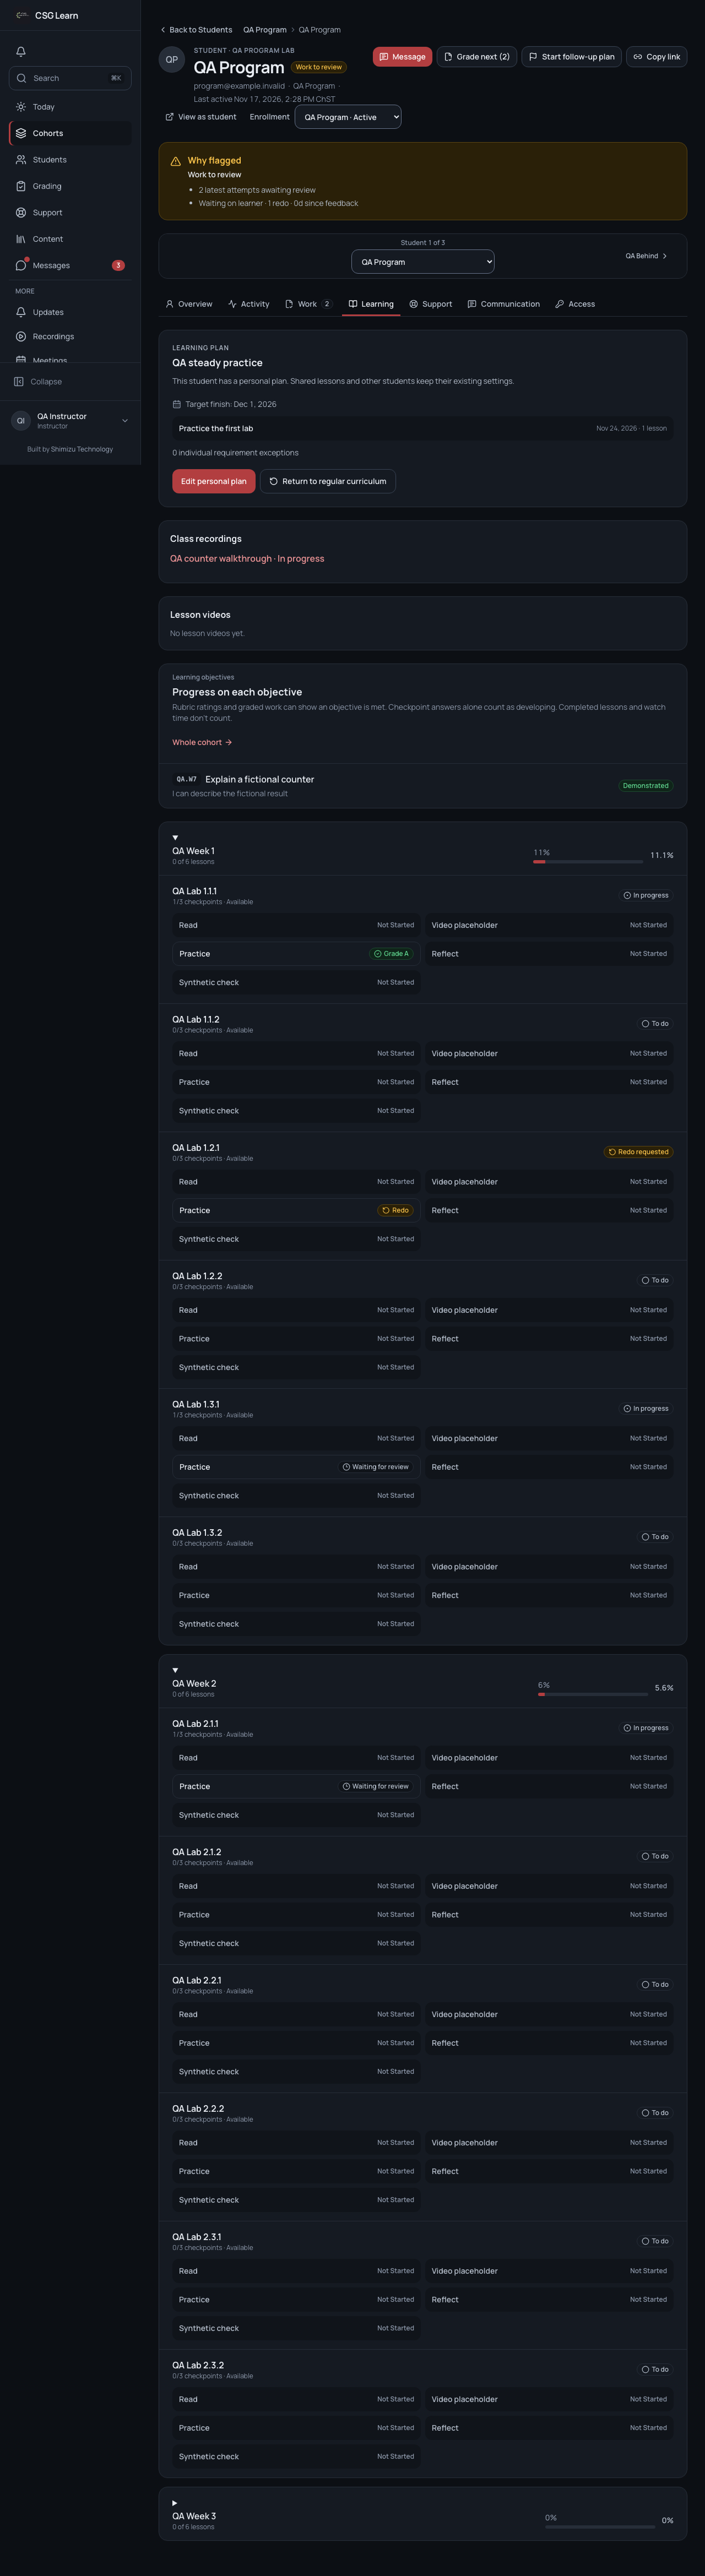 CSG Learn
Search
⌘K
Today
Cohorts
Students
Grading
Support
Content
Messages
3
MORE
Updates
Recordings
Meetings
Collapse
QI
QA Instructor
Instructor
Built by Shimizu Technology
Back to Students
QA Program
QA Program
QP
STUDENT · QA PROGRAM LAB
QA Program
Work to review
program@example.invalid · QA Program ·
Last active Nov 17, 2026, 2:28 PM ChST
Message
Grade next (2)
Start follow-up plan
Copy link
View as student
Enrollment
QA Program · Active
Why flagged
Work to review
• 2 latest attempts awaiting review
• Waiting on learner · 1 redo · 0d since feedback
Student 1 of 3
QA Program
QA Behind
Overview
Activity
Work 2
Learning
Support
Communication
Access
LEARNING PLAN
QA steady practice
This student has a personal plan. Shared lessons and other students keep their existing settings.
Target finish: Dec 1, 2026
Practice the first lab
Nov 24, 2026 · 1 lesson
0 individual requirement exceptions
Edit personal plan
Return to regular curriculum
Class recordings
QA counter walkthrough · In progress
Lesson videos
No lesson videos yet.
Learning objectives
Progress on each objective
Rubric ratings and graded work can show an objective is met. Checkpoint answers alone count as developing. Completed lessons and watch
time don't count.
Whole cohort →
QA.W7 Explain a fictional counter
I can describe the fictional result
Demonstrated
QA Week 1
0 of 6 lessons
11%
11.1%
QA Lab 1.1.1
1/3 checkpoints · Available
In progress
Read Not Started
Video placeholder Not Started
Practice Grade A
Reflect Not Started
Synthetic check Not Started
QA Lab 1.1.2
0/3 checkpoints · Available
To do
Read Not Started
Video placeholder Not Started
Practice Not Started
Reflect Not Started
Synthetic check Not Started
QA Lab 1.2.1
0/3 checkpoints · Available
Redo requested
Read Not Started
Video placeholder Not Started
Practice Redo
Reflect Not Started
Synthetic check Not Started
QA Lab 1.2.2
0/3 checkpoints · Available
To do
Read Not Started
Video placeholder Not Started
Practice Not Started
Reflect Not Started
Synthetic check Not Started
QA Lab 1.3.1
1/3 checkpoints · Available
In progress
Read Not Started
Video placeholder Not Started
Practice Waiting for review
Reflect Not Started
Synthetic check Not Started
QA Lab 1.3.2
0/3 checkpoints · Available
To do
Read Not Started
Video placeholder Not Started
Practice Not Started
Reflect Not Started
Synthetic check Not Started
QA Week 2
0 of 6 lessons
6%
5.6%
QA Lab 2.1.1
1/3 checkpoints · Available
In progress
Read Not Started
Video placeholder Not Started
Practice Waiting for review
Reflect Not Started
Synthetic check Not Started
QA Lab 2.1.2
0/3 checkpoints · Available
To do
Read Not Started
Video placeholder Not Started
Practice Not Started
Reflect Not Started
Synthetic check Not Started
QA Lab 2.2.1
0/3 checkpoints · Available
To do
Read Not Started
Video placeholder Not Started
Practice Not Started
Reflect Not Started
Synthetic check Not Started
QA Lab 2.2.2
0/3 checkpoints · Available
To do
Read Not Started
Video placeholder Not Started
Practice Not Started
Reflect Not Started
Synthetic check Not Started
QA Lab 2.3.1
0/3 checkpoints · Available
To do
Read Not Started
Video placeholder Not Started
Practice Not Started
Reflect Not Started
Synthetic check Not Started
QA Lab 2.3.2
0/3 checkpoints · Available
To do
Read Not Started
Video placeholder Not Started
Practice Not Started
Reflect Not Started
Synthetic check Not Started
QA Week 3
0 of 6 lessons
0%
0%